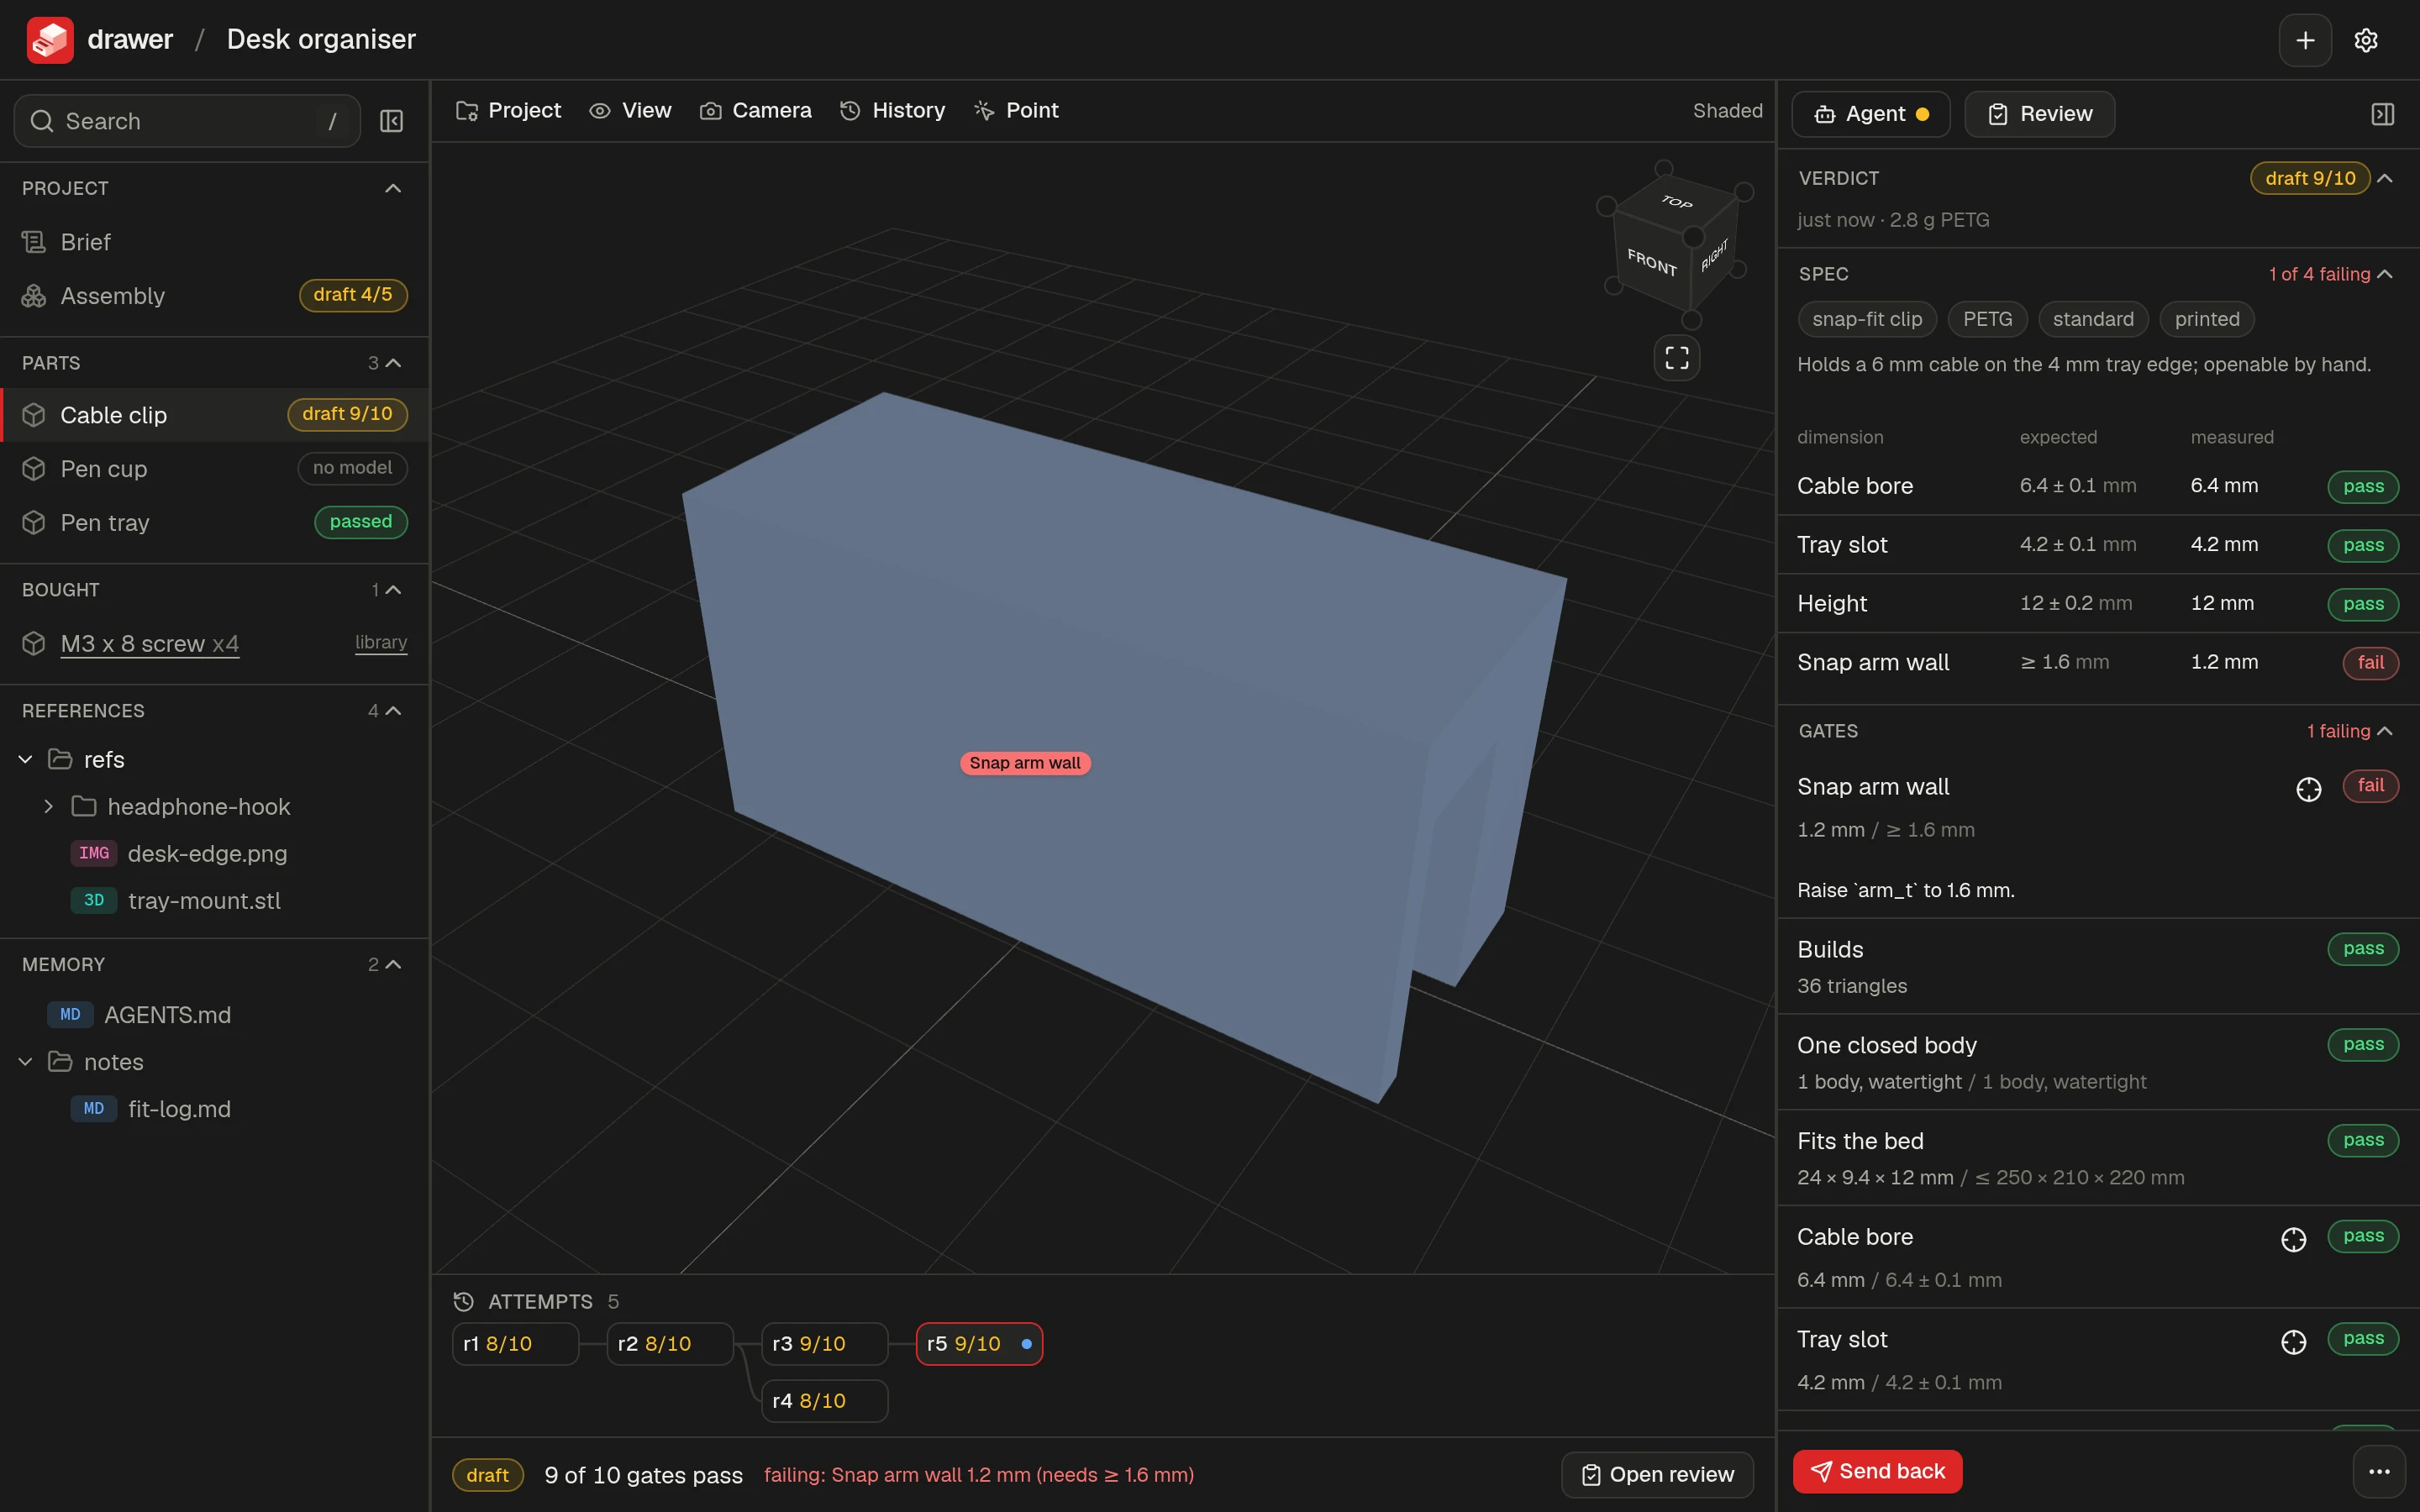 drawer / Desk organiser
Search /
PROJECT
Brief
Assembly draft 4/5
PARTS 3
Cable clip draft 9/10
Pen cup no model
Pen tray passed
BOUGHT 1
M3 x 8 screw x4 library
REFERENCES 4
refs
headphone-hook
IMG desk-edge.png
3D tray-mount.stl
MEMORY 2
MD AGENTS.md
notes
MD fit-log.md
Project View Camera History Point Shaded
TOP
FRONT
RIGHT
Snap arm wall
ATTEMPTS 5
r1 8/10 r2 8/10 r3 9/10 r5 9/10
r4 8/10
draft 9 of 10 gates pass failing: Snap arm wall 1.2 mm (needs ≥ 1.6 mm) Open review
Agent Review
VERDICT draft 9/10
just now · 2.8 g PETG
SPEC 1 of 4 failing
snap-fit clip PETG standard printed
Holds a 6 mm cable on the 4 mm tray edge; openable by hand.
dimension expected measured
Cable bore 6.4 ± 0.1 mm 6.4 mm pass
Tray slot 4.2 ± 0.1 mm 4.2 mm pass
Height 12 ± 0.2 mm 12 mm pass
Snap arm wall ≥ 1.6 mm 1.2 mm fail
GATES 1 failing
Snap arm wall fail
1.2 mm / ≥ 1.6 mm
Raise `arm_t` to 1.6 mm.
Builds pass
36 triangles
One closed body pass
1 body, watertight / 1 body, watertight
Fits the bed pass
24 × 9.4 × 12 mm / ≤ 250 × 210 × 220 mm
Cable bore pass
6.4 mm / 6.4 ± 0.1 mm
Tray slot pass
4.2 mm / 4.2 ± 0.1 mm
Send back